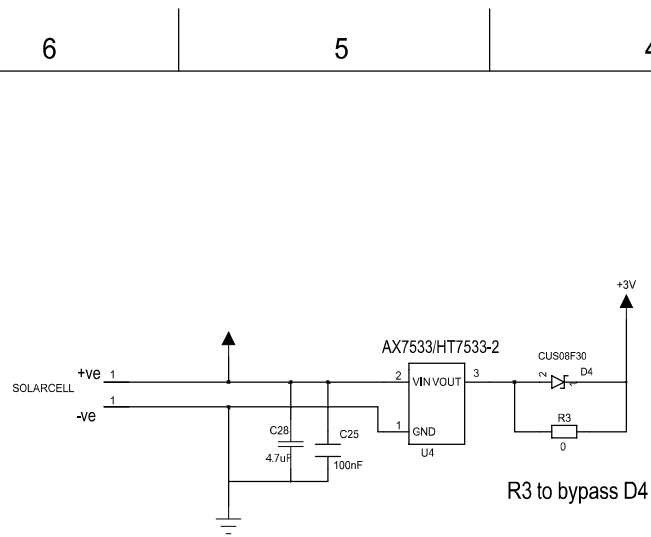 6 5 4
+3V
AX7533/HT7533-2
CUS08F30
+ve 1
2 VIN VOUT 3
2 1 D4
SOLARCELL
1
-ve
R3
C28
C25
1 GND
0
4.7uF
100nF
U4
R3 to bypass D4